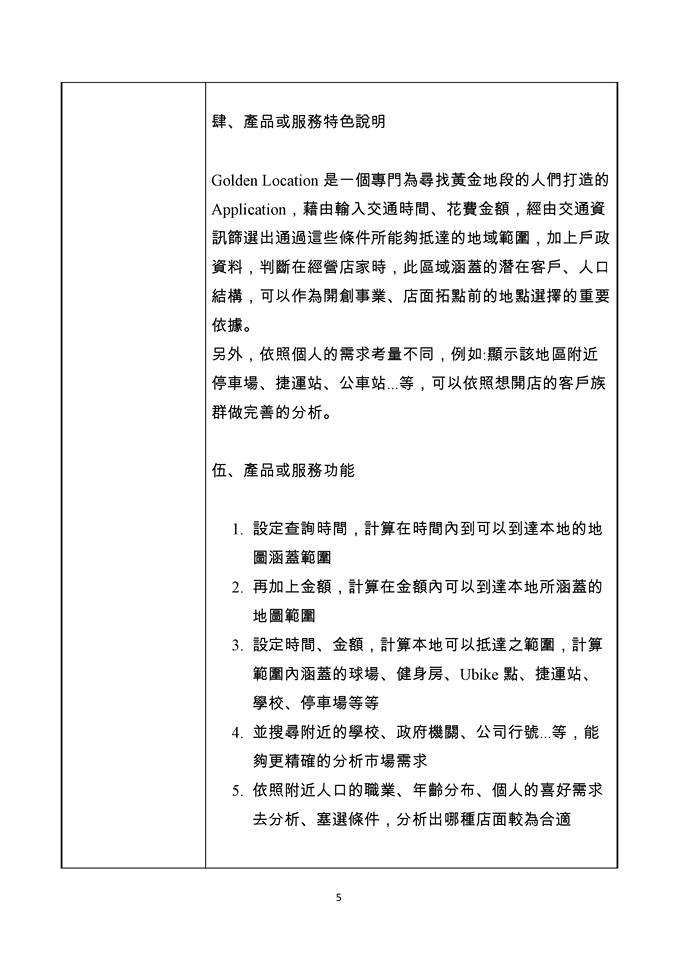 肆、產品或服務特色說明
Golden Location 是一個專門為尋找黃金地段的人們打造的
Application，藉由輸入交通時間、花費金額，經由交通資
訊篩選出通過這些條件所能夠抵達的地域範圍，加上戶政
資料，判斷在經營店家時，此區域涵蓋的潛在客戶、人口
結構，可以作為開創事業、店面拓點前的地點選擇的重要
依據。
另外，依照個人的需求考量不同，例如:顯示該地區附近
停車場、捷運站、公車站...等，可以依照想開店的客戶族
群做完善的分析。
伍、產品或服務功能
1. 設定查詢時間，計算在時間內到可以到達本地的地
圖涵蓋範圍
2. 再加上金額，計算在金額內可以到達本地所涵蓋的
地圖範圍
3. 設定時間、金額，計算本地可以抵達之範圍，計算
範圍內涵蓋的球場、健身房、Ubike 點、捷運站、
學校、停車場等等
4. 並搜尋附近的學校、政府機關、公司行號...等，能
夠更精確的分析市場需求
5. 依照附近人口的職業、年齡分布、個人的喜好需求
去分析、塞選條件，分析出哪種店面較為合適
5